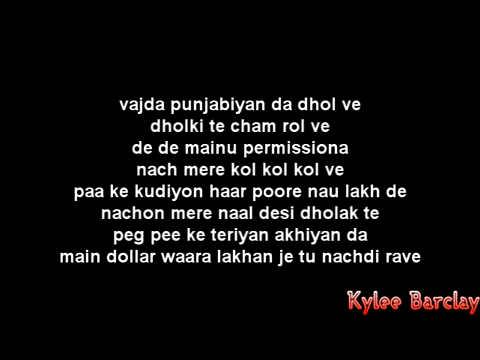 vajda punjabiyan da dhol ve
dholki te cham rol ve
de de mainu permissiona
nach mere kol kol kol ve
paa ke kudiyon haar poore nau lakh de
nachon mere naal desi dholak te
peg pee ke teriyan akhiyan da
main dollar waara lakhan je tu nachdi rave
Kylee Barclay